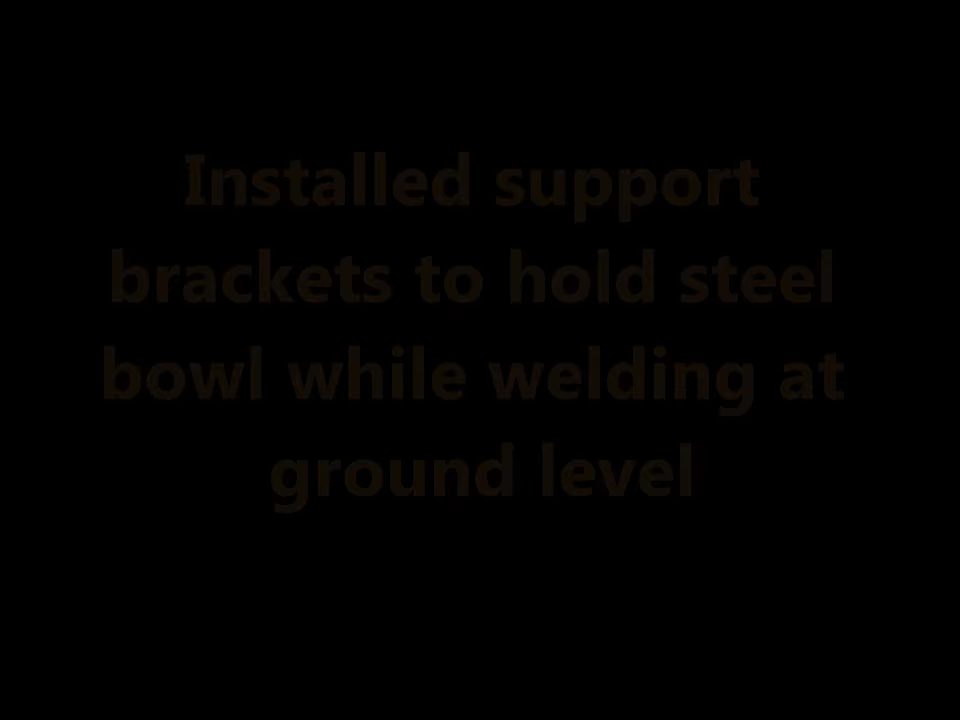 Installed support
brackets to hold steel
bowl while welding at
ground level